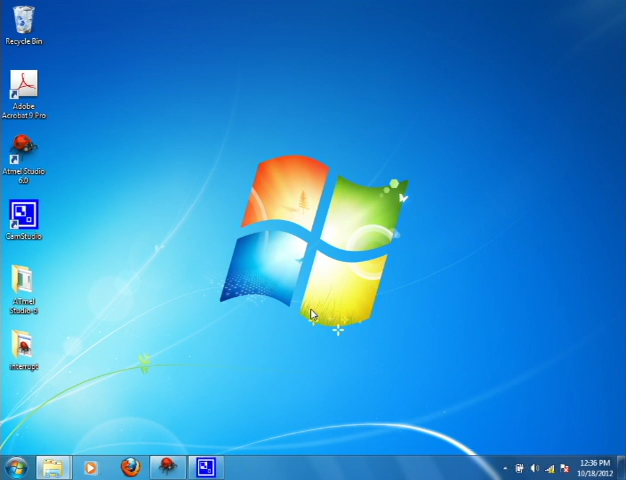 Recycle Bin
Adobe
Acrobat 9 Pro
Atmel Studio
6.0
CamStudio
ATmel
Studio-6
Interrupt
12:36 PM
10/18/2012